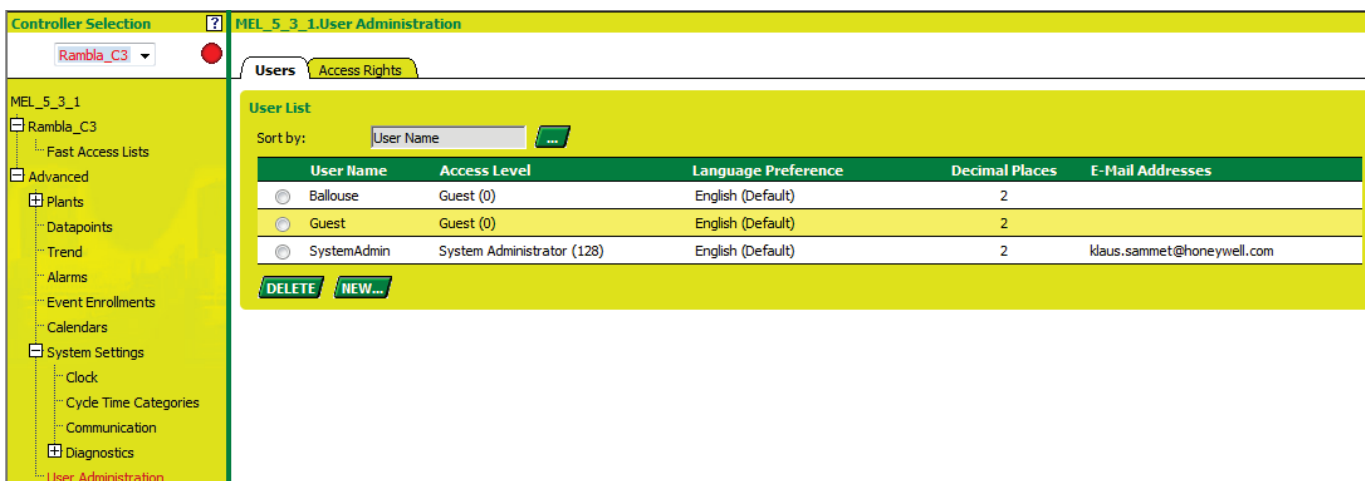 Controller Selection ?
Rambla_C3
MEL_5_3_1
Rambla_C3
Fast Access Lists
Advanced
Plants
Datapoints
Trend
Alarms
Event Enrollments
Calendars
System Settings
Clock
Cycle Time Categories
Communication
Diagnostics
User Administration
MEL_5_3_1.User Administration
Users Access Rights
User List
Sort by: User Name ...
User Name Access Level Language Preference Decimal Places E-Mail Addresses
Ballouse Guest (0) English (Default) 2
Guest Guest (0) English (Default) 2
SystemAdmin System Administrator (128) English (Default) 2 klaus.sammet@honeywell.com
DELETE NEW...